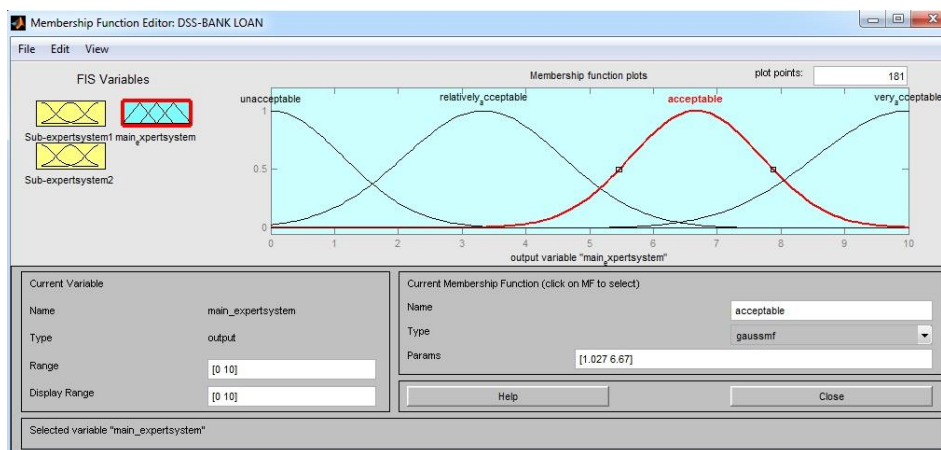 Membership Function Editor: DSS-BANK LOAN
File Edit View
FIS Variables
Sub-expertsystem1 main_expertsystem
Sub-expertsystem2
Membership function plots
plot points: 181
unacceptable relatively_acceptable acceptable very_acceptable
1
0.5
0
0 1 2 3 4 5 6 7 8 9 10
output variable "main_expertsystem"
Current Variable
Name main_expertsystem
Type output
Range [0 10]
Display Range [0 10]
Current Membership Function (click on MF to select)
Name acceptable
Type gaussmf
Params [1.027 6.67]
Help Close
Selected variable "main_expertsystem"